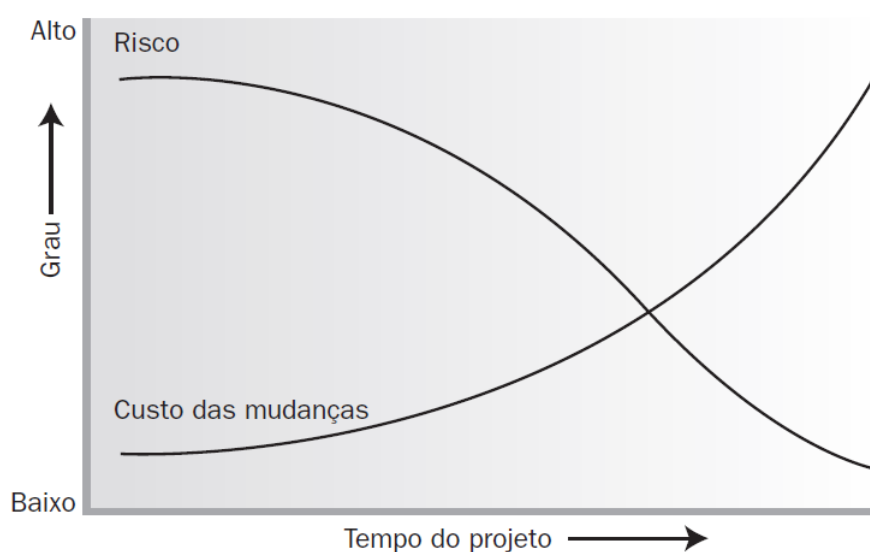 Alto
Risco
Grau
Custo das mudanças
Baixo
Tempo do projeto